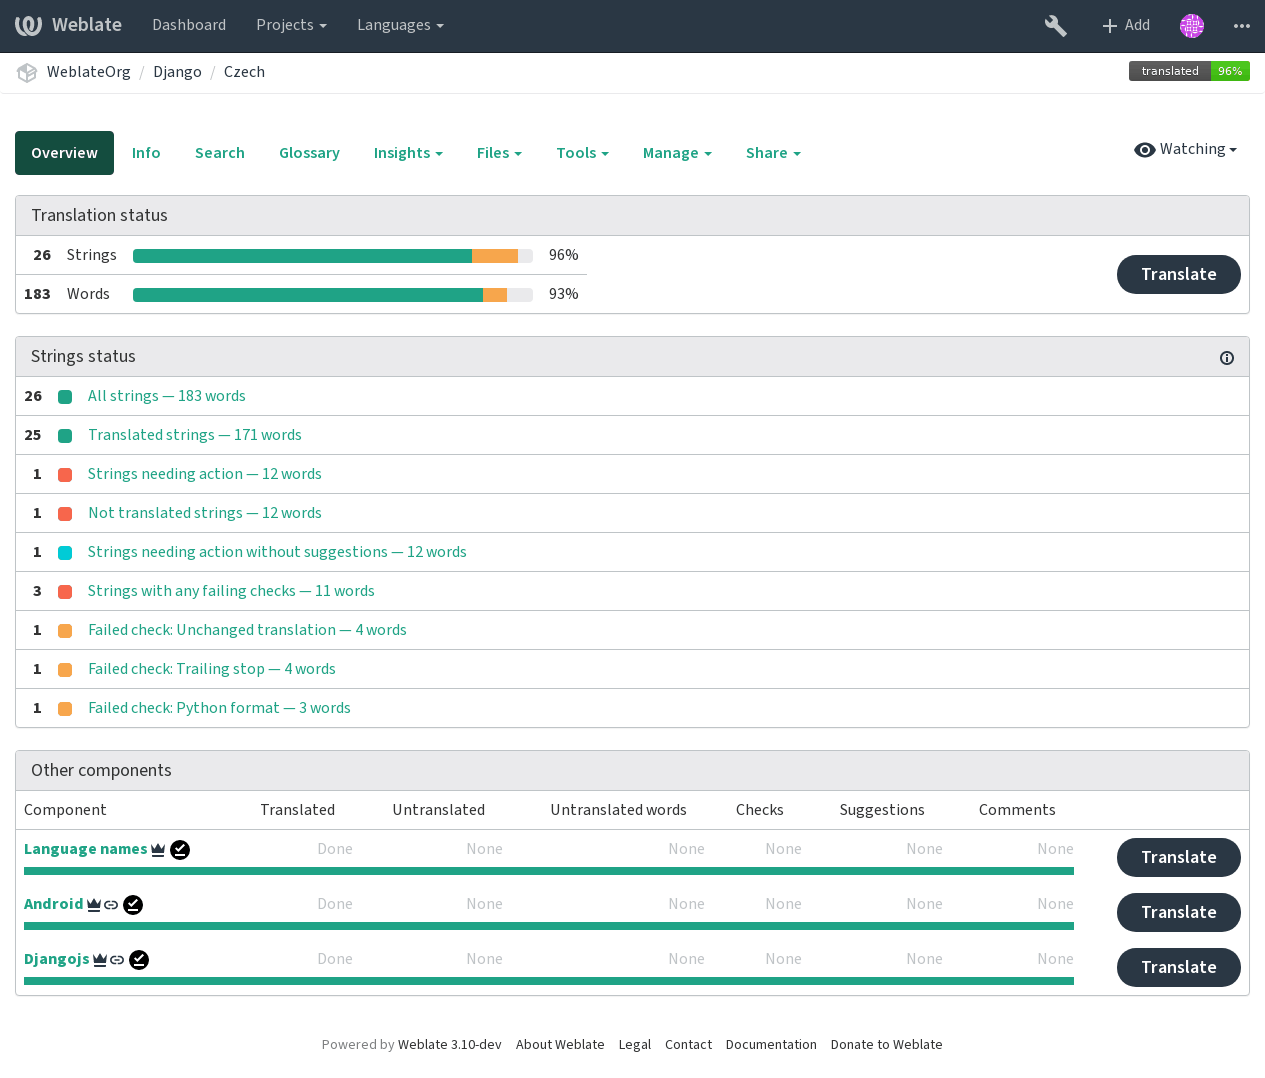 Weblate Dashboard Projects Languages Add
WeblateOrg / Django / Czech translated 96%
Overview Info Search Glossary Insights Files Tools Manage Share Watching
Translation status
26 Strings 96%
Translate
183 Words 93%
Strings status
26 All strings — 183 words
25 Translated strings — 171 words
1 Strings needing action — 12 words
1 Not translated strings — 12 words
1 Strings needing action without suggestions — 12 words
3 Strings with any failing checks — 11 words
1 Failed check: Unchanged translation — 4 words
1 Failed check: Trailing stop — 4 words
1 Failed check: Python format — 3 words
Other components
Component Translated Untranslated Untranslated words Checks Suggestions Comments
Language names Done None None None None None Translate
Android Done None None None None None Translate
Djangojs Done None None None None None Translate
Powered by Weblate 3.10-dev About Weblate Legal Contact Documentation Donate to Weblate